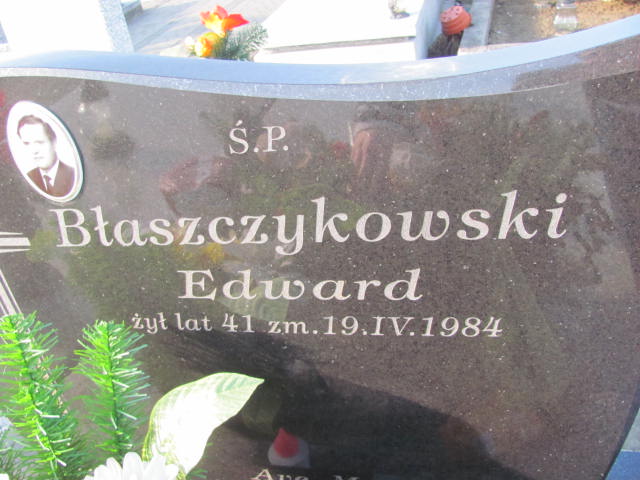 Ś.P.
Błaszczykowski
Edward
żył lat 41 zm.19.IV.1984